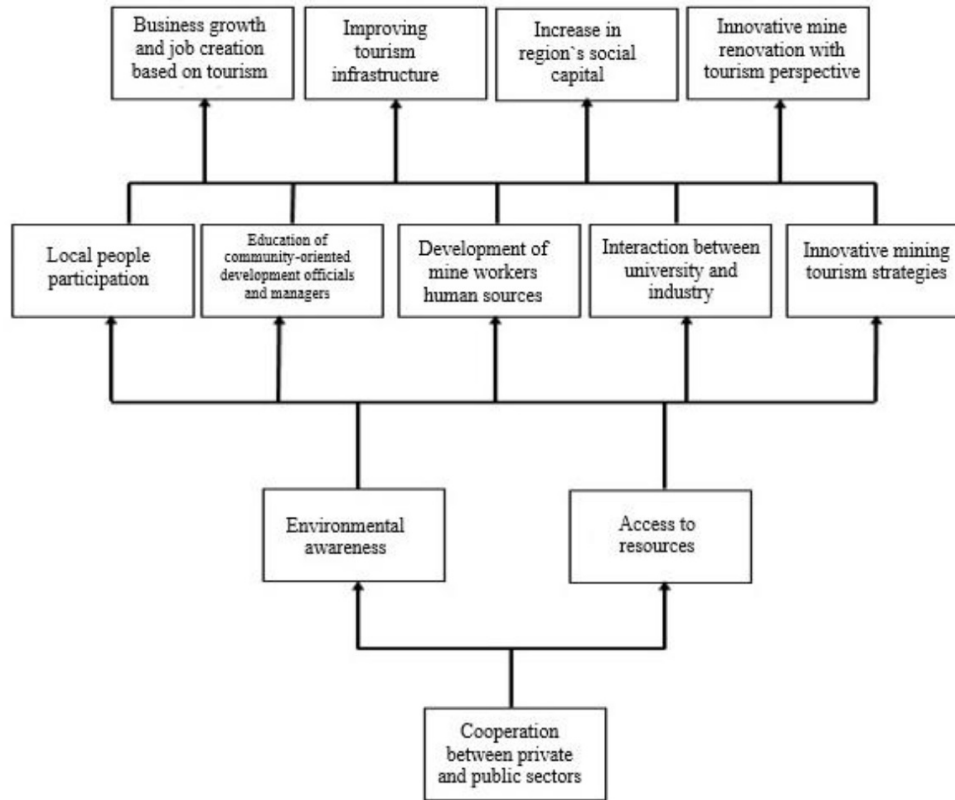 Business growth
and job creation
based on tourism
Improving
tourism
infrastructure
Increase in
region`s social
capital
Innovative mine
renovation with
tourism perspective
Local people
participation
Education of
community-oriented
development officials
and managers
Development of
mine workers
human sources
Interaction between
university and
industry
Innovative mining
tourism strategies
Environmental
awareness
Access to
resources
Cooperation
between private
and public sectors